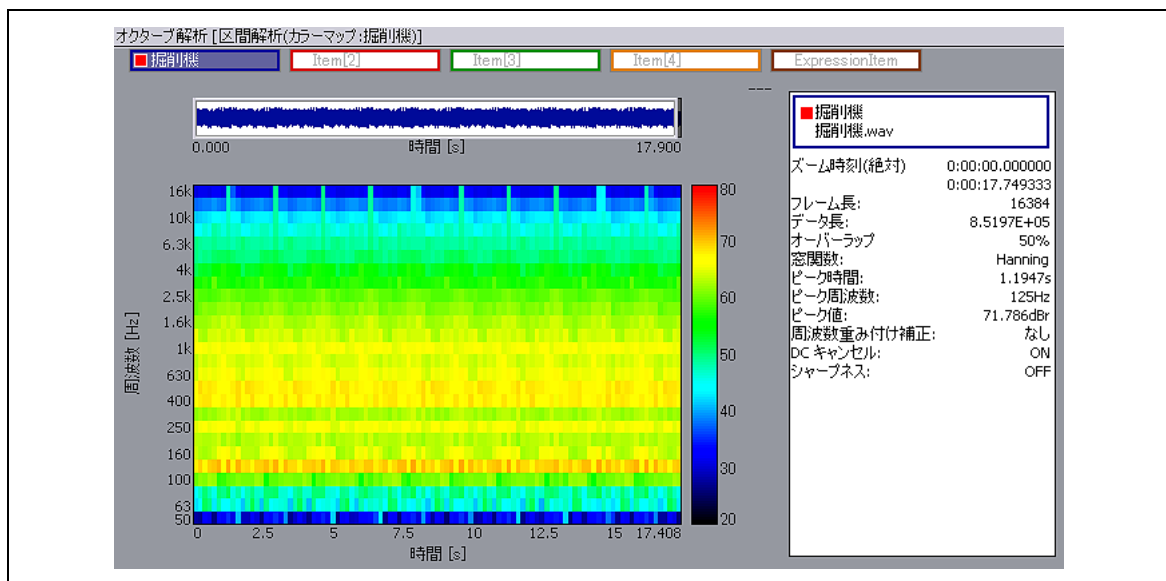 オクターブ解析 [区間解析(カラーマップ:掘削機)]
掘削機
Item[2]
Item[3]
Item[4]
ExpressionItem
---
0.000
時間 [s]
17.900
掘削機
掘削機.wav
ズーム時刻(絶対) 0:00:00.000000
0:00:17.749333
フレーム長: 16384
データ長: 8.5197E+05
オーバーラップ 50%
窓関数: Hanning
ピーク時間: 1.1947s
ピーク周波数: 125Hz
ピーク値: 71.786dBr
周波数重み付け補正: なし
DC キャンセル: ON
シャープネス: OFF
周波数 [Hz]
16k
10k
6.3k
4k
2.5k
1.6k
1k
630
400
250
160
100
63
50
0 2.5 5 7.5 10 12.5 15 17.408
時間 [s]
80
70
60
50
40
30
20